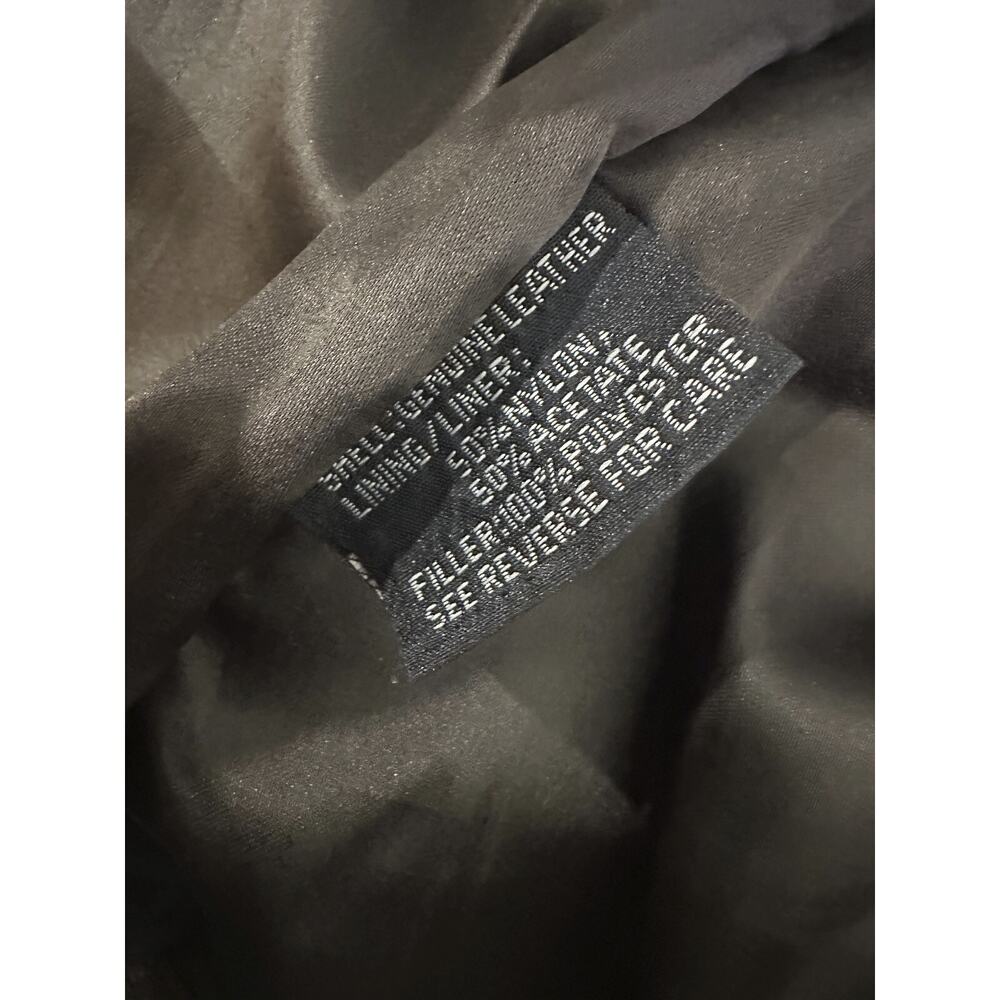 SHELL:GENUINE LEATHER
LINING/LINER:
50%NYLON,
50% ACETATE
FILLER:100%POLYESTER
SEE REVERSE FOR CARE